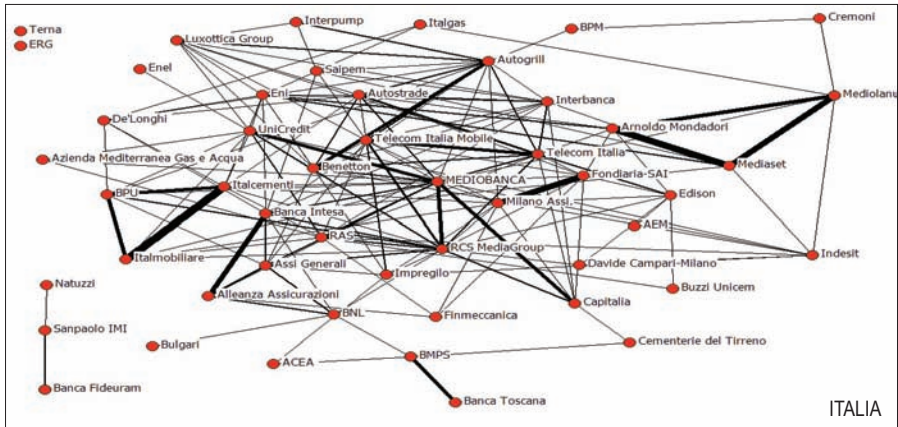 Terna
ERG
Interpump
Italgas
BPM
Cremoni
Luxottica Group
Enel
Saipem
Autogrill
Eni
Autostrade
Interbanca
Mediolanu
De'Longhi
UniCredit
Telecom Italia Mobile
Arnoldo Mondadori
Azienda Mediterranea Gas e Acqua
Benetton
Telecom Italia
Mediaset
BPU
Italcementi
MEDIOBANCA
Fondiaria-SAI
Edison
Banca Intesa
Milano Assi.
RAS
AEM
Italmobiliare
Assi Generali
RCS MediaGroup
Indesit
Impregilo
Davide Campari-Milano
Natuzzi
Alleanza Assicurazioni
Buzzi Unicem
Capitalia
BNL
Finmeccanica
Sanpaolo IMI
Bulgari
Cementerie del Tirreno
ACEA
BMPS
Banca Fideuram
Banca Toscana
ITALIA